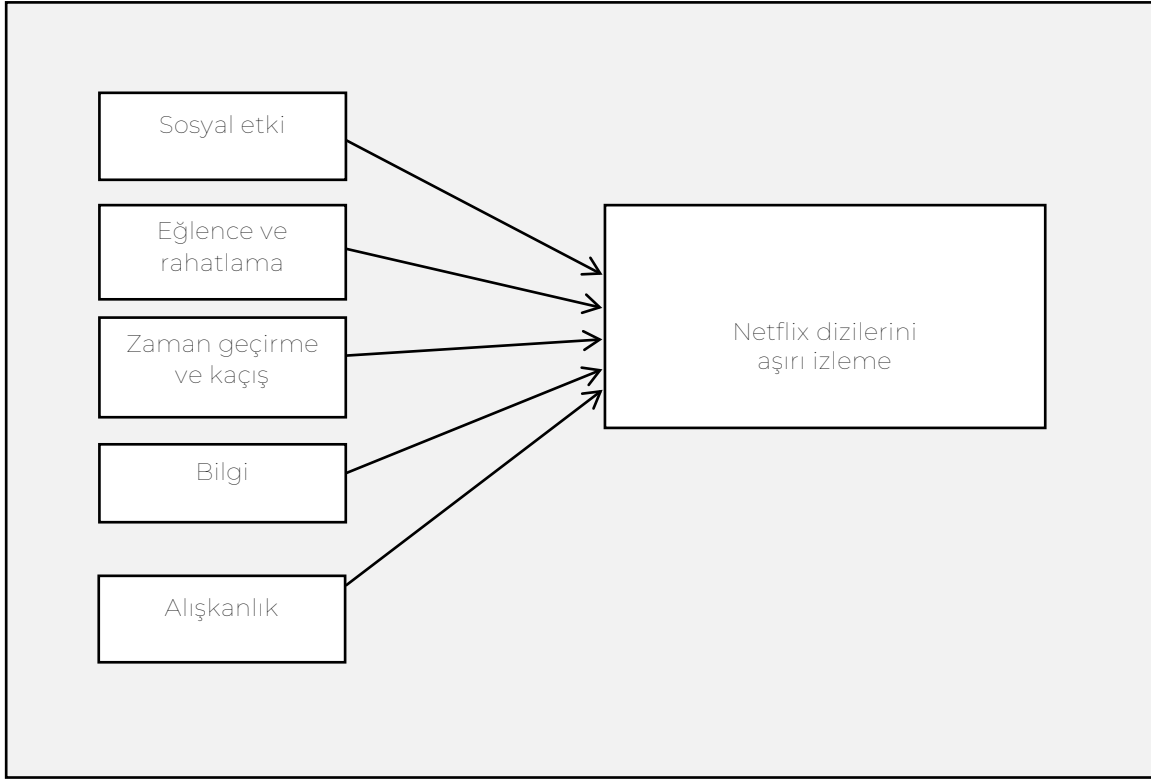 Sosyal etki
Eğlence ve
rahatlama
Zaman geçirme
ve kaçış
Bilgi
Alışkanlık
Netflix dizilerini
aşırı izleme